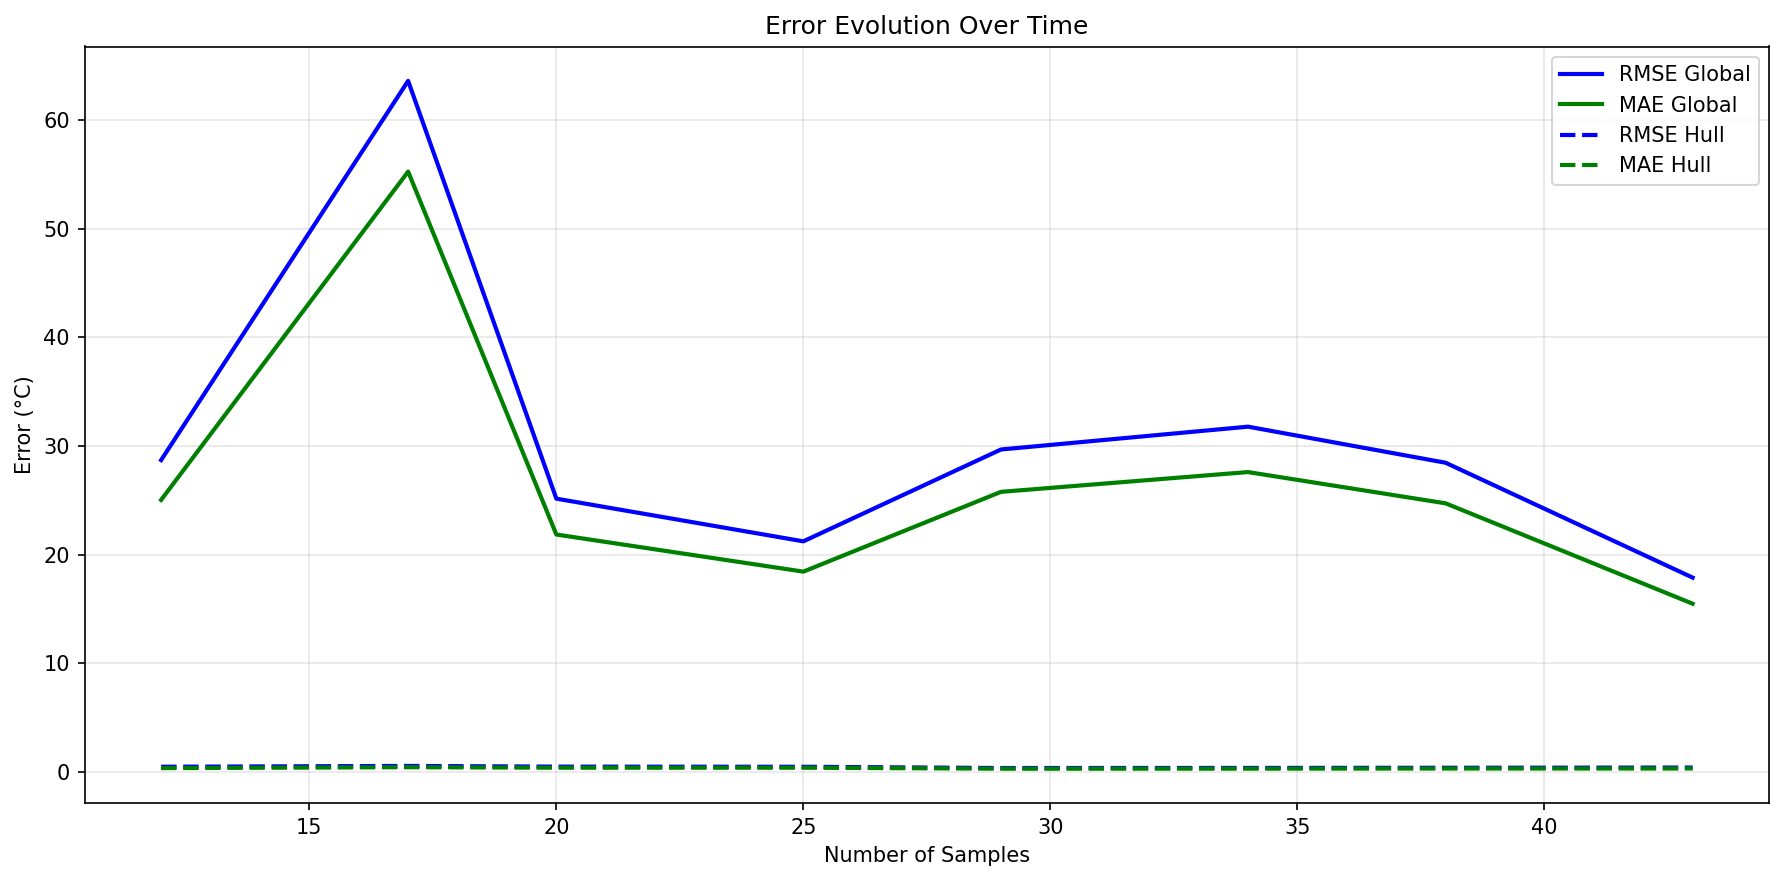 Error Evolution Over Time
RMSE Global
MAE Global
RMSE Hull
MAE Hull
Error (°C)
60
50
40
30
20
10
0
15
20
25
30
35
40
Number of Samples